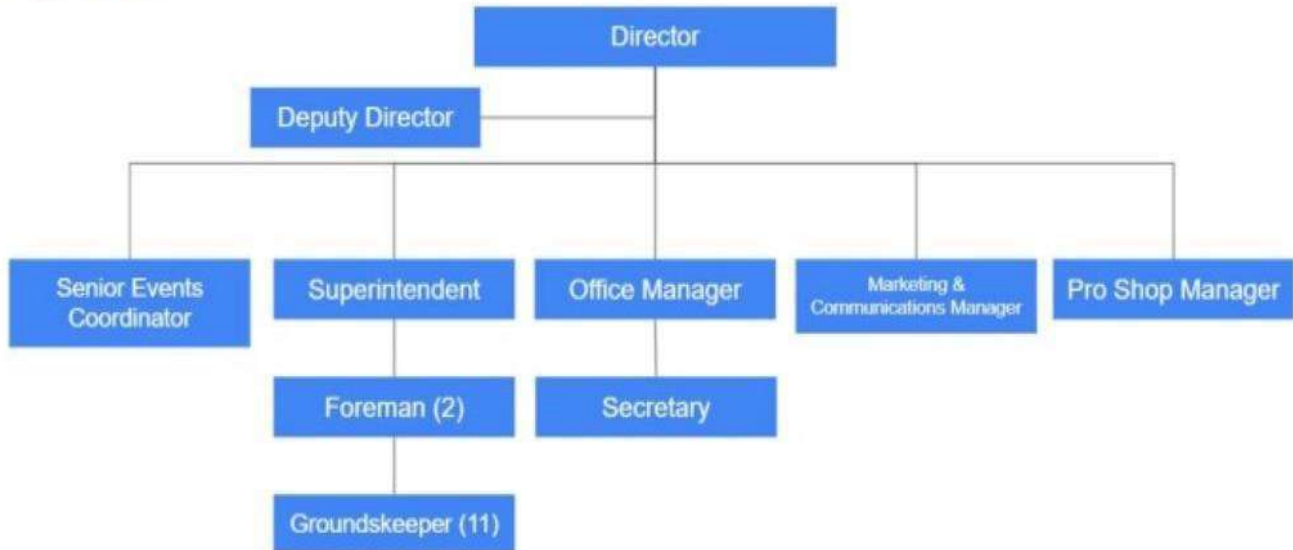 Director
Deputy Director
Senior Events
Coordinator
Superintendent
Office Manager
Marketing &
Communications Manager
Pro Shop Manager
Foreman (2)
Secretary
Groundskeeper (11)